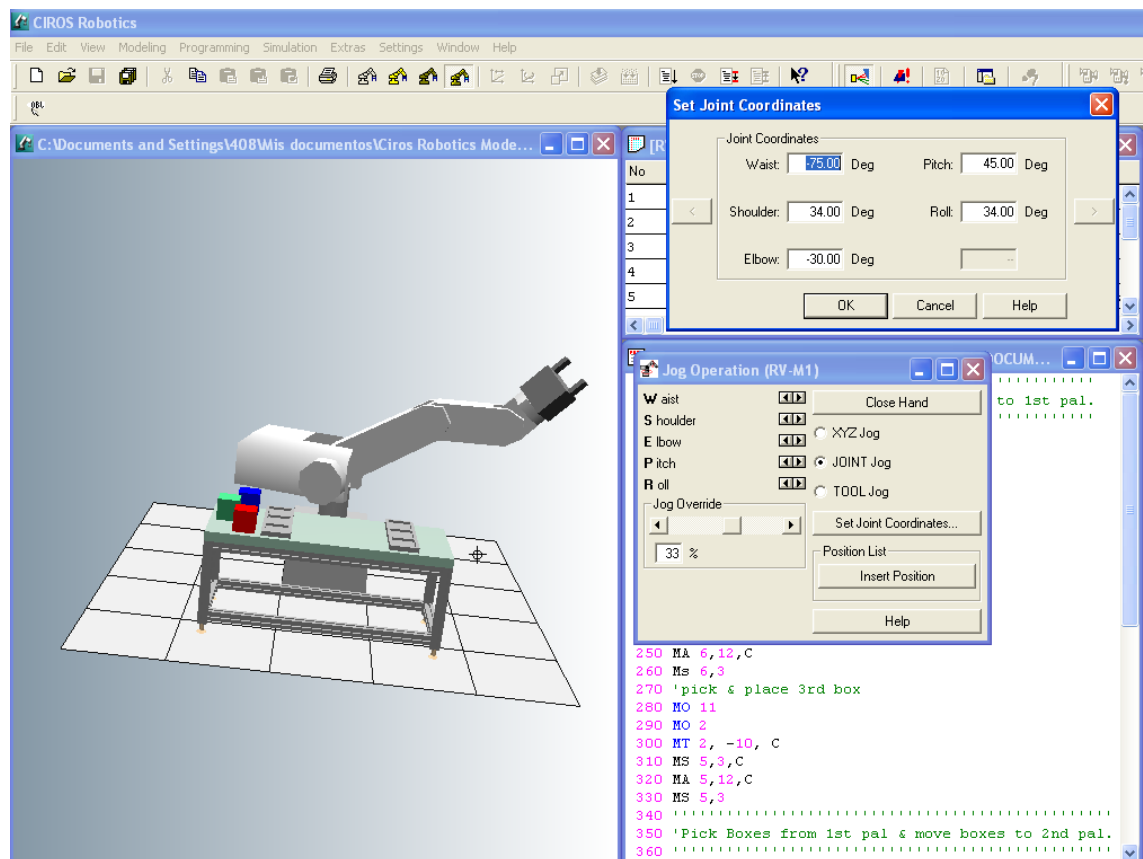 CIROS Robotics
File Edit View Modeling Programming Simulation Extras Settings Window Help
C:\Documents and Settings\408\Mis documentos\Ciros Robotics Mode...
Set Joint Coordinates
Joint Coordinates
Waist: -75.00 Deg Pitch: 45.00 Deg
< Shoulder: 34.00 Deg Roll: 34.00 Deg >
Elbow: -30.00 Deg --
OK Cancel Help
[R
No
1
2
3
4
5
OCUM...
to 1st pal.
Jog Operation (RV-M1)
W aist
S houlder
E lbow
P itch
R oll
Close Hand
XYZ Jog
JOINT Jog
TOOL Jog
Jog Override
33 %
Set Joint Coordinates...
Position List
Insert Position
Help
250 MA 6,12,C
260 Ms 6,3
270 'pick & place 3rd box
280 MO 11
290 MO 2
300 MT 2, -10, C
310 MS 5,3,C
320 MA 5,12,C
330 MS 5,3
340 ''''''''''''''''''''''''''''''''''''''''''''''''
350 'Pick Boxes from 1st pal & move boxes to 2nd pal.
360 ''''''''''''''''''''''''''''''''''''''''''''''''